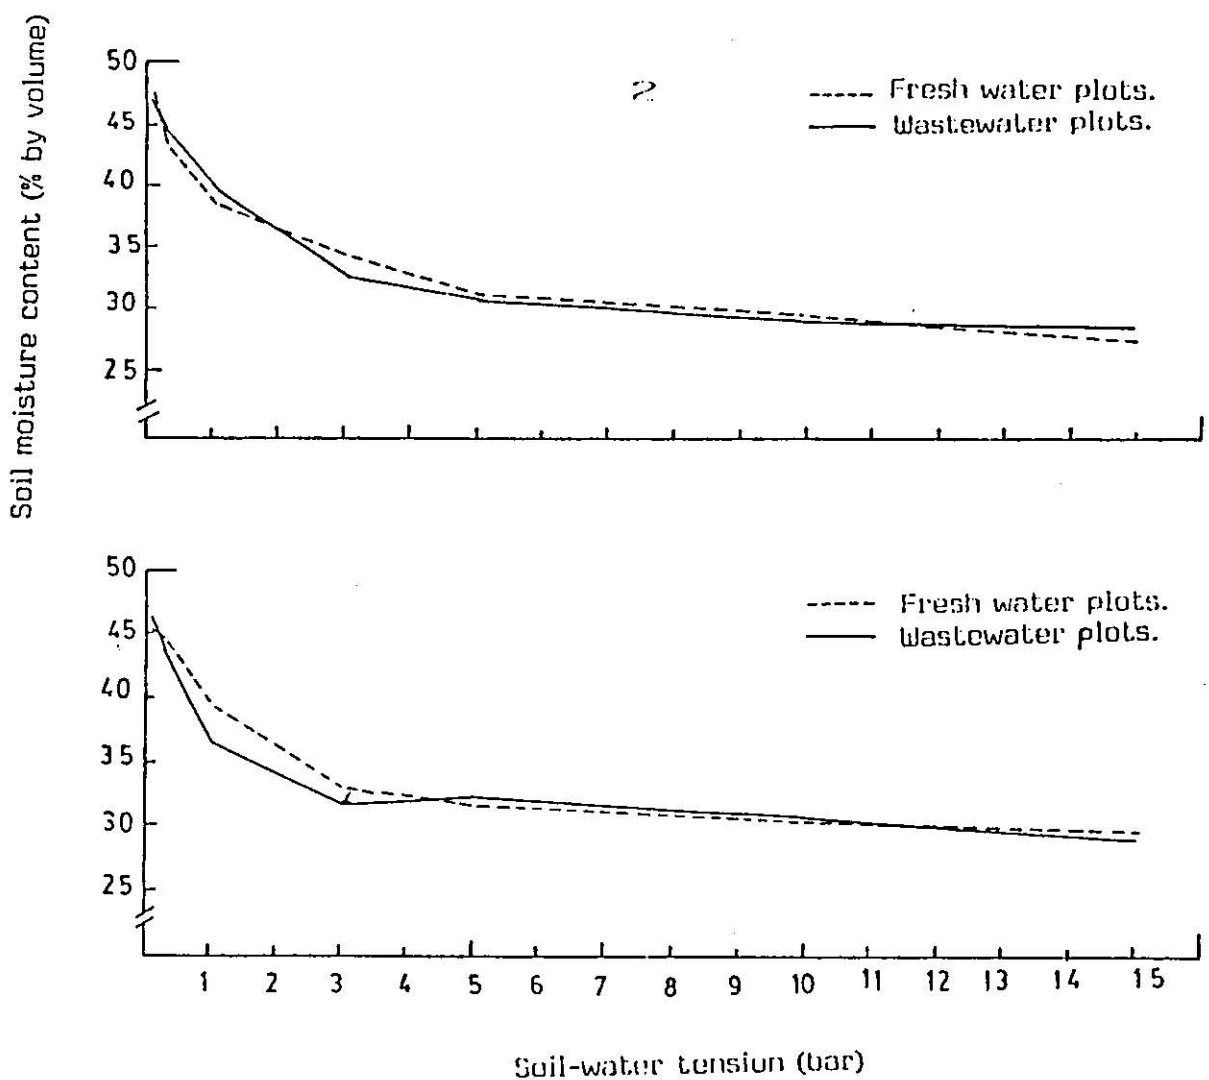 Soil moisture content (% by volume)
50
45
40
35
30
25
2
Fresh water plots.
Wastewater plots.
50
45
40
35
30
25
Fresh water plots.
Wastewater plots.
1 2 3 4 5 6 7 8 9 10 11 12 13 14 15
Soil-water tension (bar)